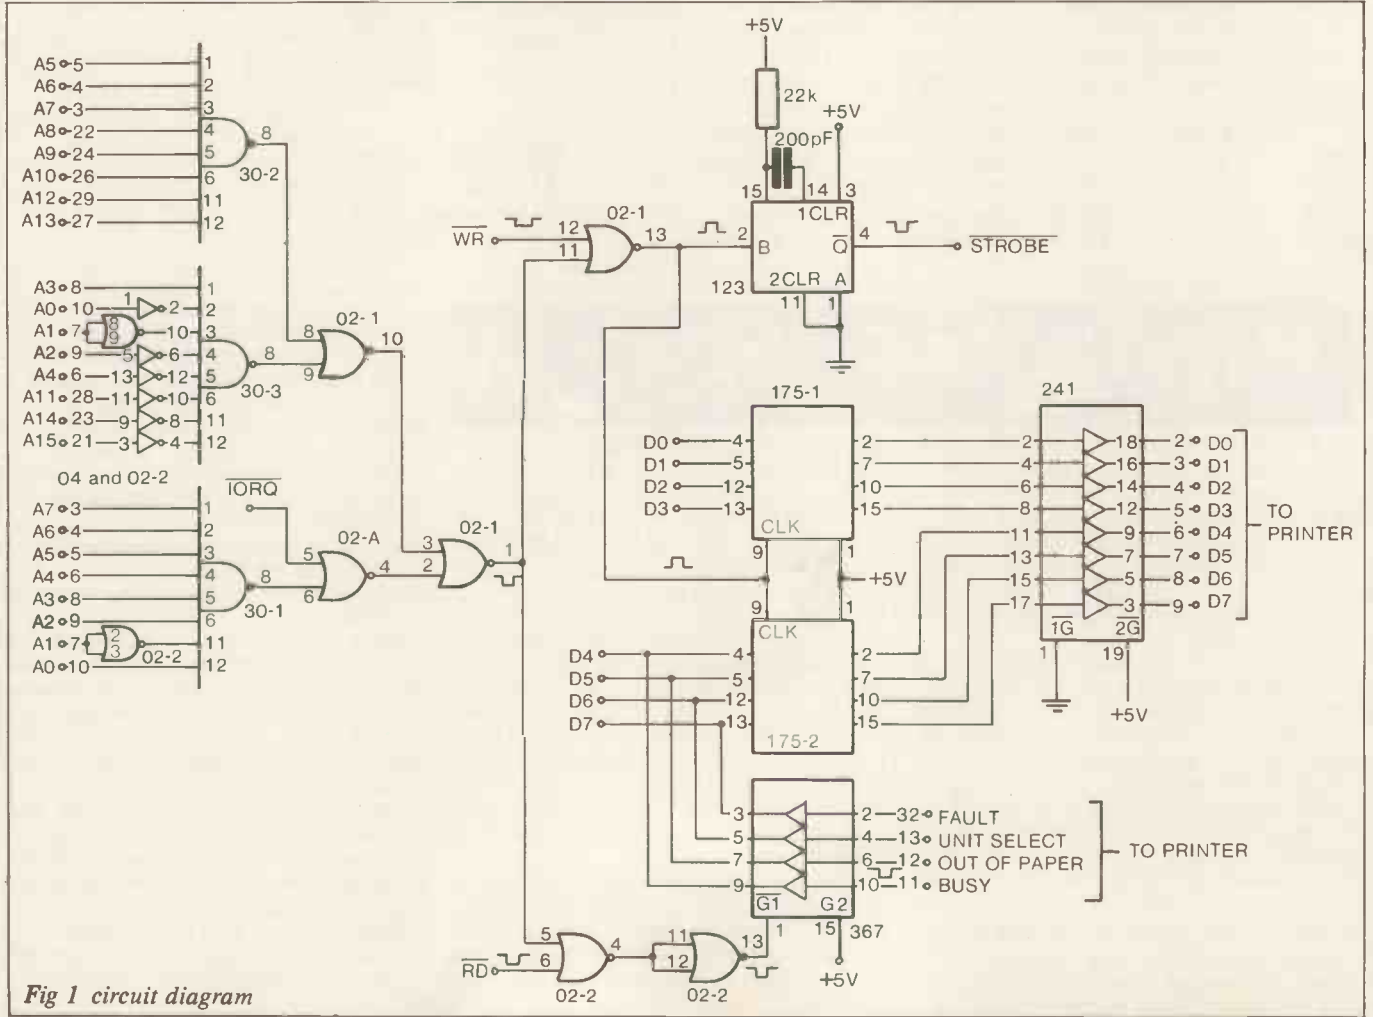 +5V
22k
+5V
200pF
15 14 3
1CLR
2 B Q 4 STROBE
2CLR A
123 11 1
A5 5 1
A6 4 2
A7 3 3
A8 22 4
A9 24 5
A10 26 6
A12 29 11
A13 27 12
8
30-2
A3 8 1
A0 10 1 2 2
A1 7 8 9 10 3
A2 9 5 6 4
A4 6 13 12 5
A11 28 11 10 6
A14 23 9 8 11
A15 21 3 4 12
8
30-3
04 and 02-2
02-1
8
9
10
A7 3 1
A6 4 2
A5 5 3
A4 6 4
A3 8 5
A2 9 6
A1 7 2 3 02-2 11
A0 10 12
8
30-1
IORQ
02-A
5
6
4
02-1
3
2
1
WR
02-1
12
11
13
175-1
D0 4 2
D1 5 7
D2 12 10
D3 13 15
CLK
9 1
+5V
9 1
CLK
D4 4 2
D5 5 7
D6 12 10
D7 13 15
175-2
241
2 18 2 D0
4 16 3 D1
6 14 4 D2
8 12 5 D3
11 9 6 D4
13 7 7 D5
15 5 8 D6
17 3 9 D7
1G 2G
1 19
+5V
TO
PRINTER
3 2 32 FAULT
5 4 13 UNIT SELECT
7 6 12 OUT OF PAPER
9 10 11 BUSY
TO PRINTER
G1 G2
1 15 367
+5V
RD
5
6
4
02-2
11
12
13
02-2
Fig 1 circuit diagram